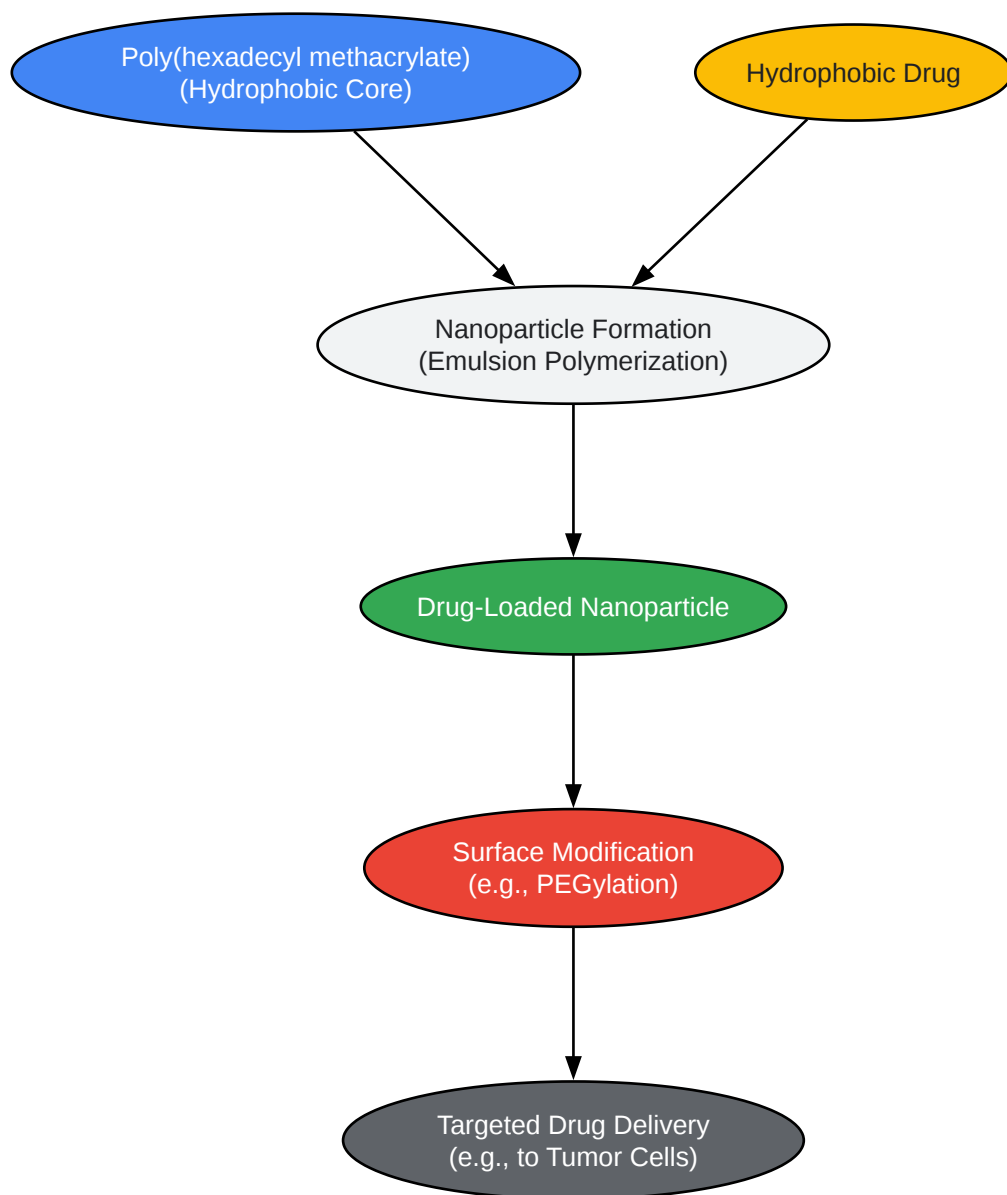 Poly(hexadecyl methacrylate)
(Hydrophobic Core)
Hydrophobic Drug
Nanoparticle Formation
(Emulsion Polymerization)
Drug-Loaded Nanoparticle
Surface Modification
(e.g., PEGylation)
Targeted Drug Delivery
(e.g., to Tumor Cells)